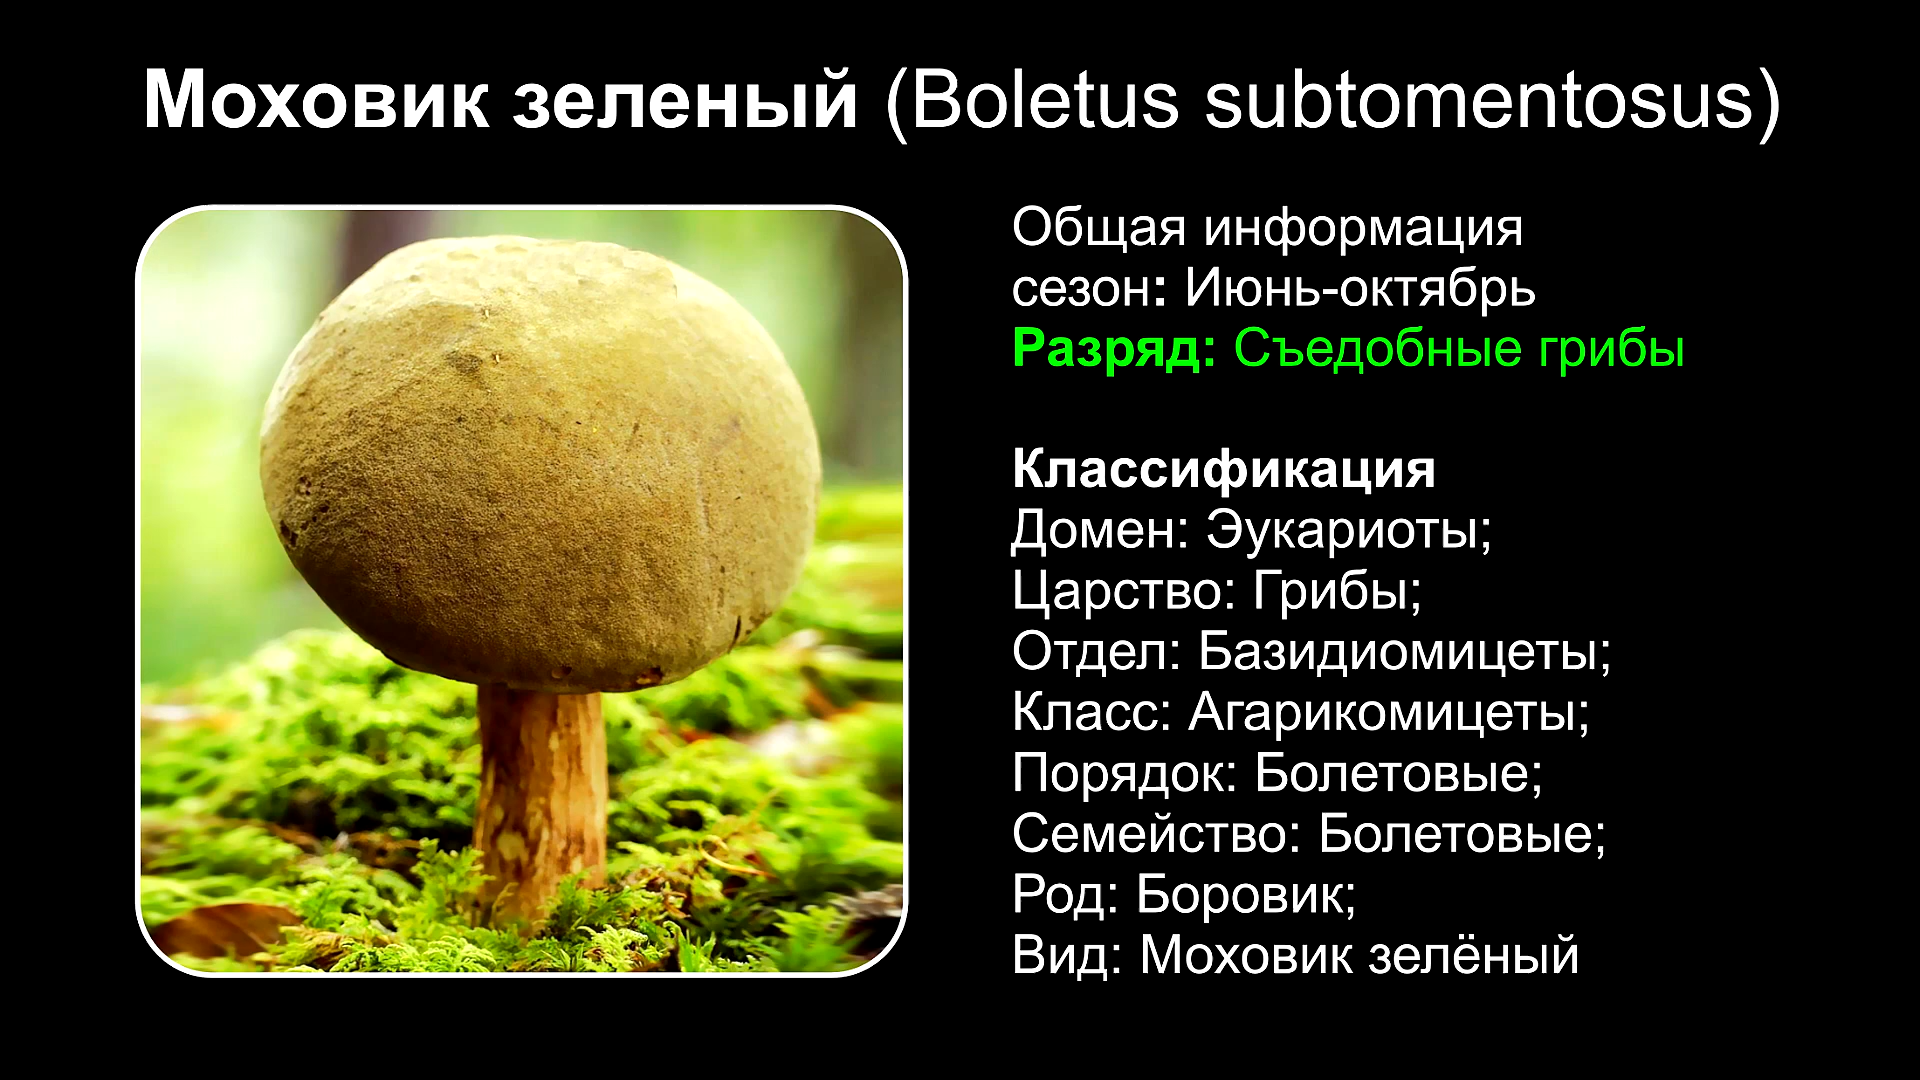 Моховик зеленый (Boletus subtomentosus)
Общая информация
сезон: Июнь-октябрь
Разряд: Съедобные грибы
Классификация
Домен: Эукариоты;
Царство: Грибы;
Отдел: Базидиомицеты;
Класс: Агарикомицеты;
Порядок: Болетовые;
Семейство: Болетовые;
Род: Боровик;
Вид: Моховик зелёный